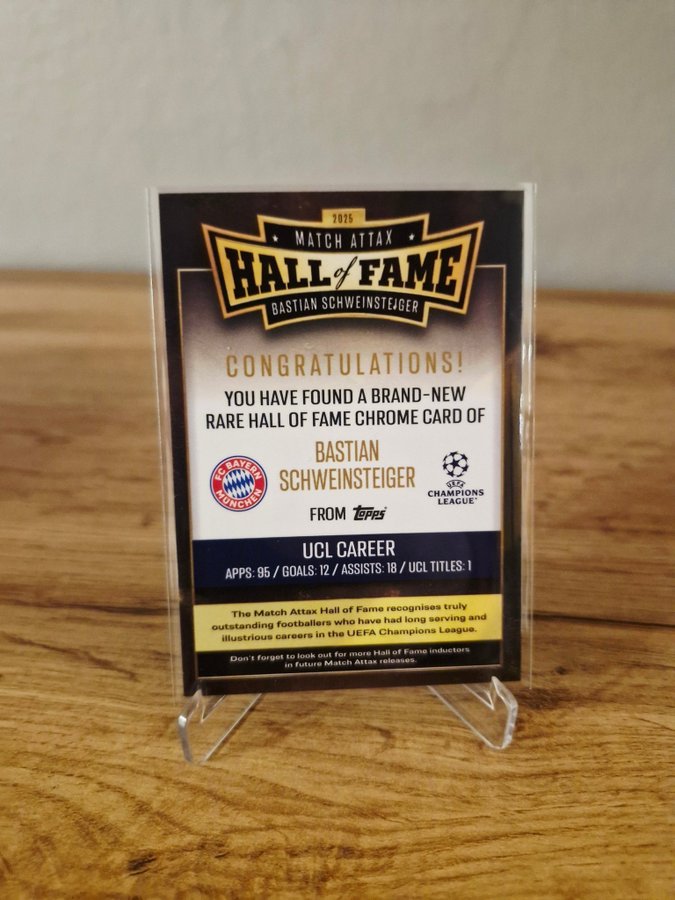 2025
MATCH ATTAX
HALL of FAME
BASTIAN SCHWEINSTEIGER
CONGRATULATIONS!
YOU HAVE FOUND A BRAND-NEW
RARE HALL OF FAME CHROME CARD OF
BASTIAN
SCHWEINSTEIGER
FC BAYERN
MÜNCHEN
UEFA
CHAMPIONS
LEAGUE
FROM Topps
UCL CAREER
APPS: 95 / GOALS: 12 / ASSISTS: 18 / UCL TITLES: 1
The Match Attax Hall of Fame recognises truly
outstanding footballers who have had long serving and
illustrious careers in the UEFA Champions League.
Don't forget to look out for more Hall of Fame inductors
in future Match Attax releases.